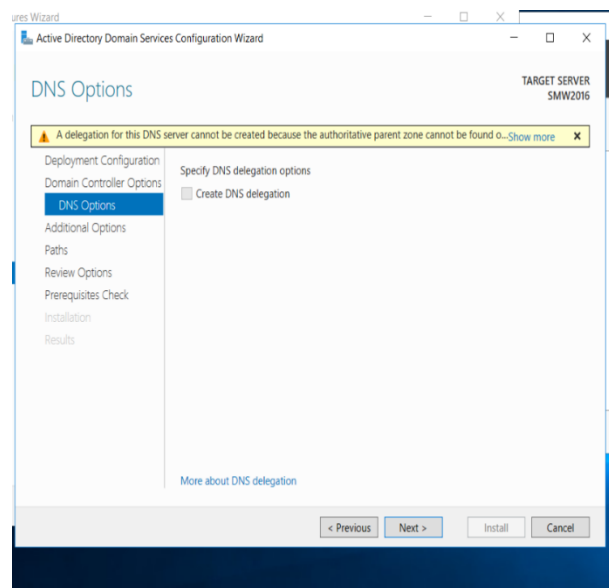 ures Wizard
Active Directory Domain Services Configuration Wizard
DNS Options
TARGET SERVER
SMW2016
A delegation for this DNS server cannot be created because the authoritative parent zone cannot be found o... Show more
Deployment Configuration
Domain Controller Options
DNS Options
Additional Options
Paths
Review Options
Prerequisites Check
Installation
Results
Specify DNS delegation options
Create DNS delegation
More about DNS delegation
< Previous
Next >
Install
Cancel